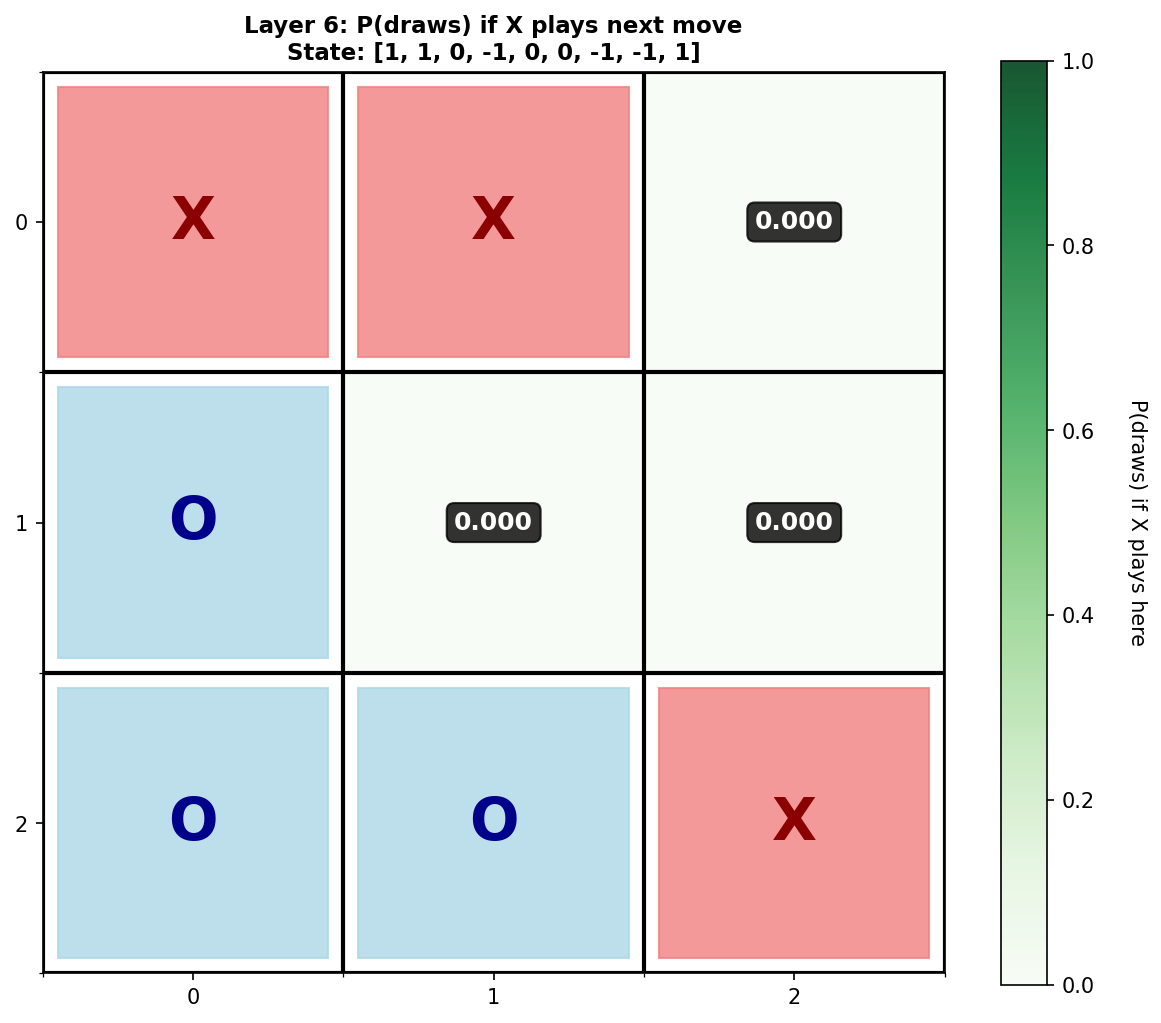 Layer 6: P(draws) if X plays next move
State: [1, 1, 0, -1, 0, 0, -1, -1, 1]
0
X
X
0.000
1
O
0.000
0.000
2
O
O
X
0
1
2
1.0
0.8
0.6
0.4
0.2
0.0
P(draws) if X plays here